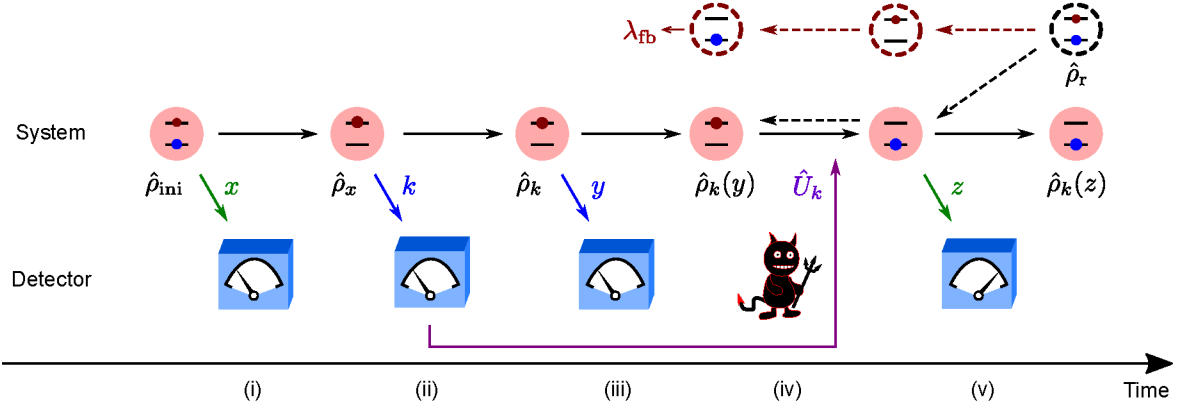 λ_fb
ρ̂_r
System
ρ̂_ini x ρ̂_x k ρ̂_k y ρ̂_k(y) Û_k z ρ̂_k(z)
Detector
(i) (ii) (iii) (iv) (v) Time